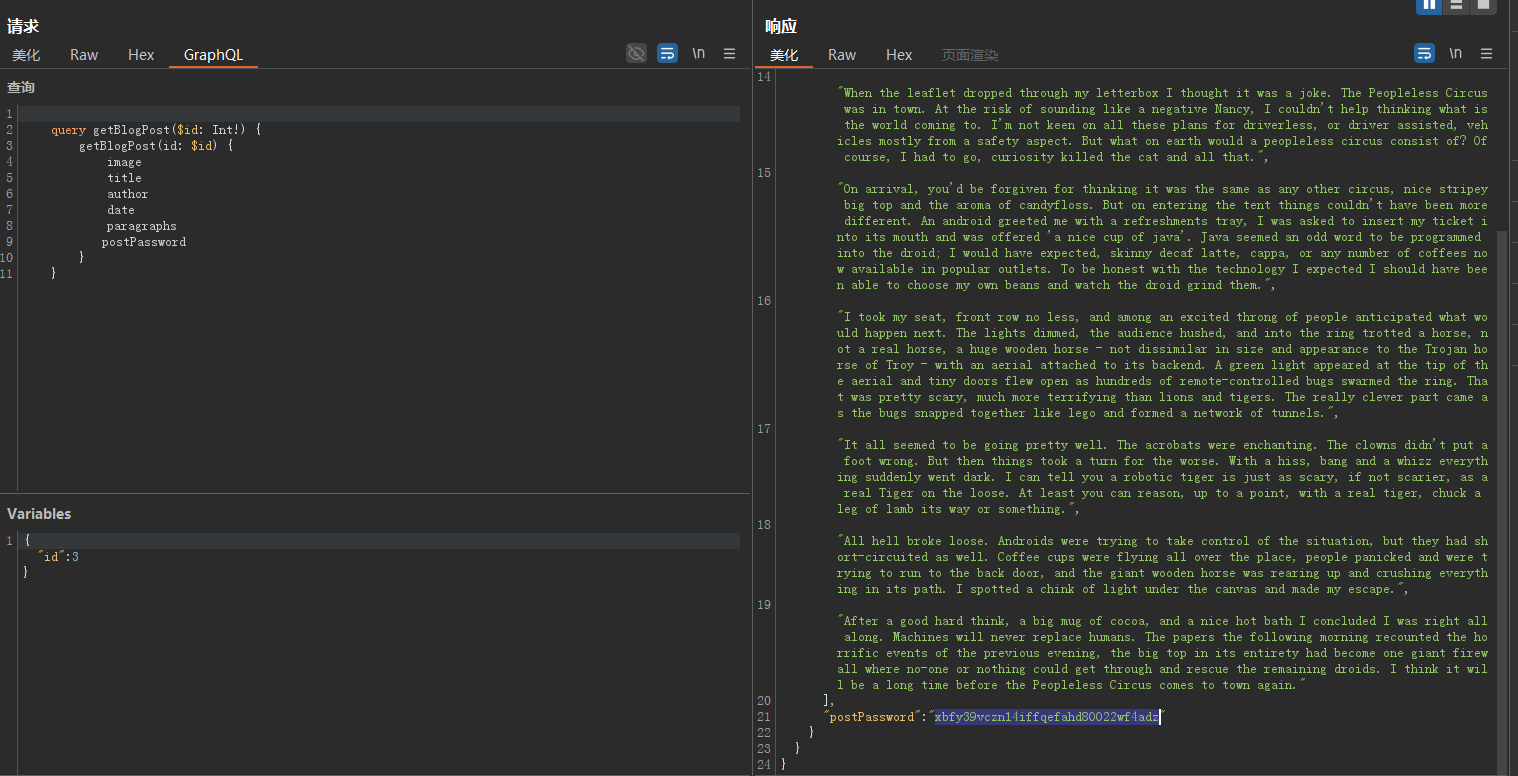 请求
美化 Raw Hex GraphQL \n
查询
1
2 query getBlogPost($id: Int!) {
3 getBlogPost(id: $id) {
4 image
5 title
6 author
7 date
8 paragraphs
9 postPassword
10 }
11 }
Variables
1 {
"id":3
}
响应
美化 Raw Hex 页面渲染 \n
14
"When the leaflet dropped through my letterbox I thought it was a joke. The Peopleless Circus
was in town. At the risk of sounding like a negative Nancy, I couldn't help thinking what is
the world coming to. I'm not keen on all these plans for driverless, or driver assisted, veh
icles mostly from a safety aspect. But what on earth would a peopleless circus consist of? Of
course, I had to go, curiosity killed the cat and all that.",
15
"On arrival, you'd be forgiven for thinking it was the same as any other circus, nice stripey
big top and the aroma of candyfloss. But on entering the tent things couldn't have been more
different. An android greeted me with a refreshments tray, I was asked to insert my ticket i
nto its mouth and was offered 'a nice cup of java'. Java seemed an odd word to be programmed
into the droid; I would have expected, skinny decaf latte, cappa, or any number of coffees no
w available in popular outlets. To be honest with the technology I expected I should have bee
n able to choose my own beans and watch the droid grind them.",
16
"I took my seat, front row no less, and among an excited throng of people anticipated what wo
uld happen next. The lights dimmed, the audience hushed, and into the ring trotted a horse, n
ot a real horse, a huge wooden horse - not dissimilar in size and appearance to the Trojan ho
rse of Troy - with an aerial attached to its backend. A green light appeared at the tip of th
e aerial and tiny doors flew open as hundreds of remote-controlled bugs swarmed the ring. Tha
t was pretty scary, much more terrifying than lions and tigers. The really clever part came a
s the bugs snapped together like lego and formed a network of tunnels.",
17
"It all seemed to be going pretty well. The acrobats were enchanting. The clowns didn't put a
foot wrong. But then things took a turn for the worse. With a hiss, bang and a whizz everyth
ing suddenly went dark. I can tell you a robotic tiger is just as scary, if not scarier, as a
real Tiger on the loose. At least you can reason, up to a point, with a real tiger, chuck a
leg of lamb its way or something.",
18
"All hell broke loose. Androids were trying to take control of the situation, but they had sh
ort-circuited as well. Coffee cups were flying all over the place, people panicked and were t
rying to run to the back door, and the giant wooden horse was rearing up and crushing everyth
ing in its path. I spotted a chink of light under the canvas and made my escape.",
19
"After a good hard think, a big mug of cocoa, and a nice hot bath I concluded I was right all
along. Machines will never replace humans. The papers the following morning recounted the ho
rrific events of the previous evening, the big top in its entirety had become one giant firew
all where no-one or nothing could get through and rescue the remaining droids. I think it wil
l be a long time before the Peopleless Circus comes to town again."
20 ],
21 "postPassword":"xbfy39vczn14iffqefahd80022wf4adz"
22 }
23 }
24 }